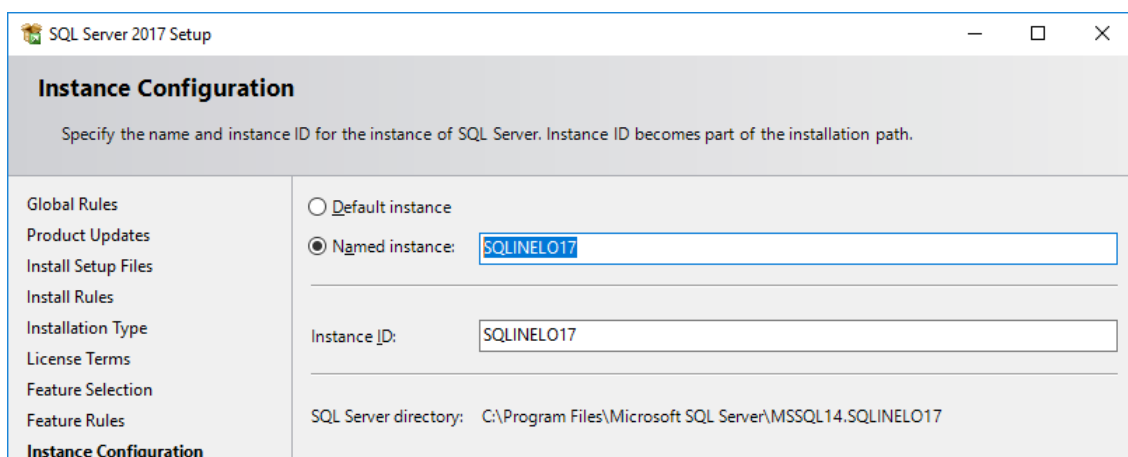 SQL Server 2017 Setup
Instance Configuration
Specify the name and instance ID for the instance of SQL Server. Instance ID becomes part of the installation path.
Global Rules
Product Updates
Install Setup Files
Install Rules
Installation Type
License Terms
Feature Selection
Feature Rules
Instance Configuration
Default instance
Named instance: SQLINELO17
Instance ID: SQLINELO17
SQL Server directory: C:\Program Files\Microsoft SQL Server\MSSQL14.SQLINELO17